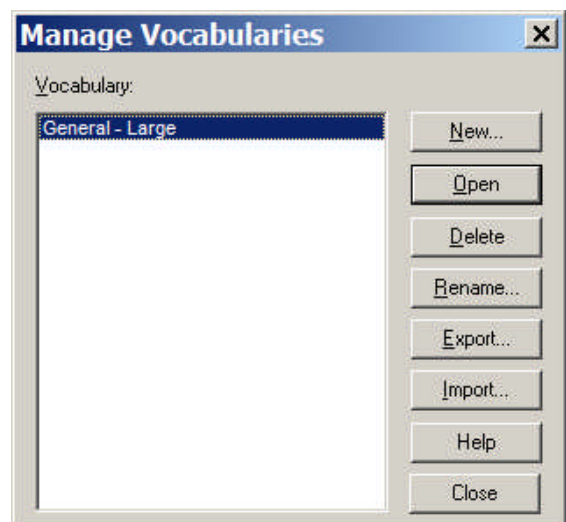 Manage Vocabularies
Vocabulary:
General - Large
New...
Open
Delete
Rename...
Export...
Import...
Help
Close